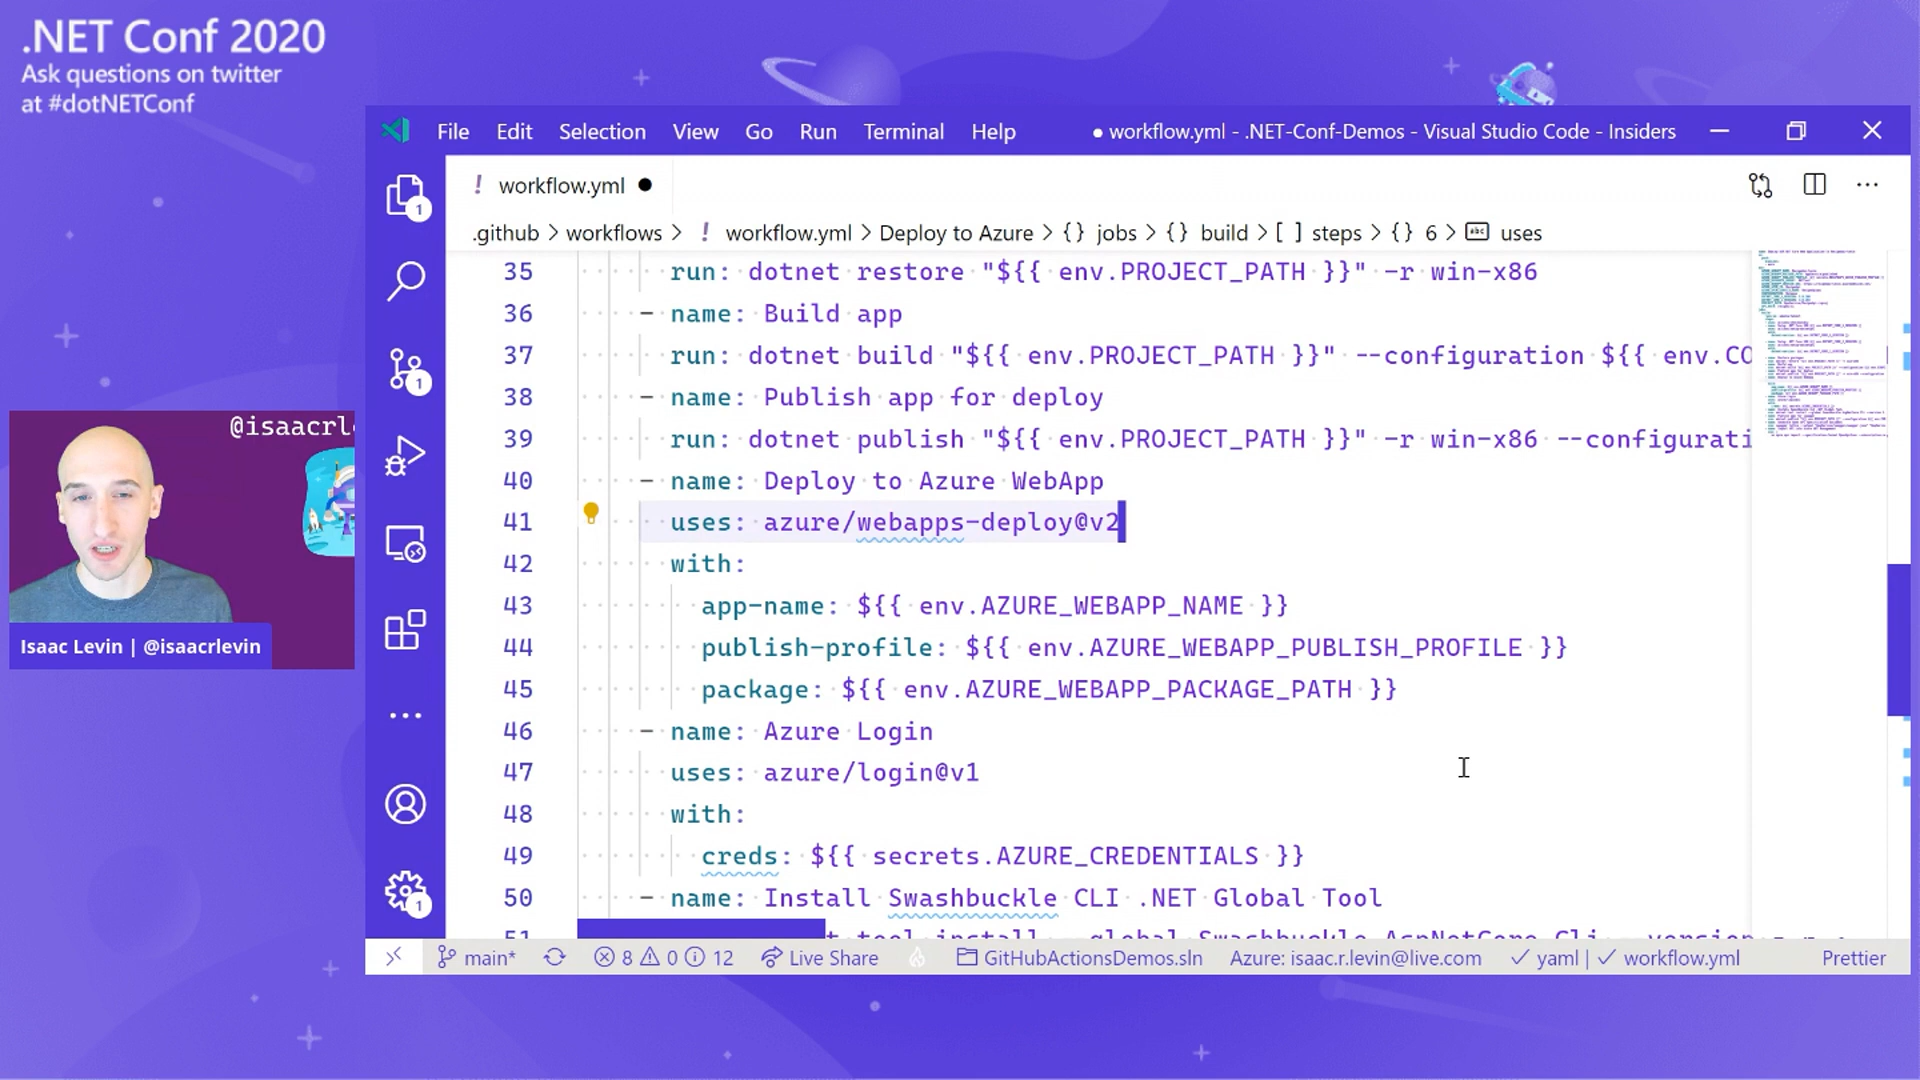 .NET Conf 2020
Ask questions on twitter
at #dotNETConf
File Edit Selection View Go Run Terminal Help ● workflow.yml - .NET-Conf-Demos - Visual Studio Code - Insiders
! workflow.yml ●
.github > workflows > ! workflow.yml > Deploy to Azure > {} jobs > {} build > [ ] steps > {} 6 > uses
35 run: dotnet restore "${{ env.PROJECT_PATH }}" -r win-x86
36 - name: Build app
37 run: dotnet build "${{ env.PROJECT_PATH }}" --configuration ${{ env.CO
38 - name: Publish app for deploy
39 run: dotnet publish "${{ env.PROJECT_PATH }}" -r win-x86 --configurati
40 - name: Deploy to Azure WebApp
41 uses: azure/webapps-deploy@v2
42 with:
43 app-name: ${{ env.AZURE_WEBAPP_NAME }}
44 publish-profile: ${{ env.AZURE_WEBAPP_PUBLISH_PROFILE }}
45 package: ${{ env.AZURE_WEBAPP_PACKAGE_PATH }}
46 - name: Azure Login
47 uses: azure/login@v1
48 with:
49 creds: ${{ secrets.AZURE_CREDENTIALS }}
50 - name: Install Swashbuckle CLI .NET Global Tool
1
1
1
@isaacrl
Isaac Levin | @isaacrlevin
main* 8 0 12 Live Share GitHubActionsDemos.sln Azure: isaac.r.levin@live.com ✓ yaml | ✓ workflow.yml Prettier